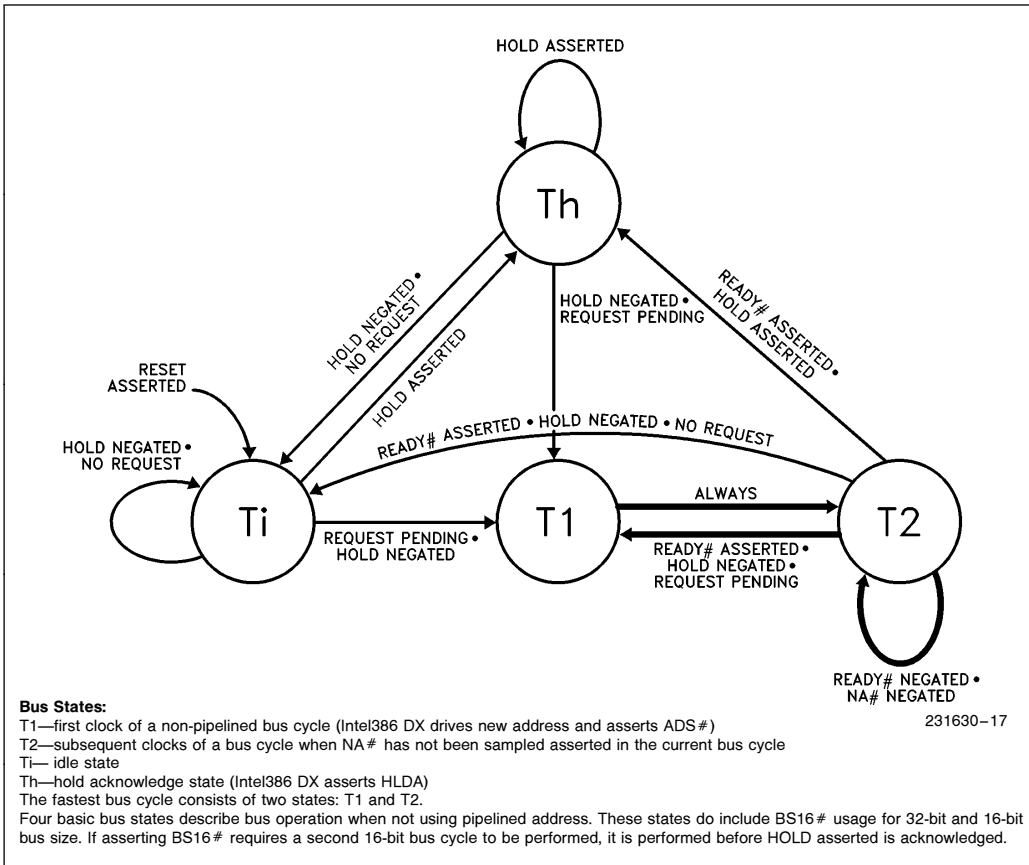 HOLD ASSERTED
Th
HOLD NEGATED •
NO REQUEST
HOLD ASSERTED
HOLD NEGATED •
REQUEST PENDING
READY# ASSERTED •
HOLD ASSERTED
RESET
ASSERTED
READY# ASSERTED • HOLD NEGATED • NO REQUEST
HOLD NEGATED •
NO REQUEST
Ti
REQUEST PENDING •
HOLD NEGATED
T1
ALWAYS
READY# ASSERTED •
HOLD NEGATED •
REQUEST PENDING
T2
READY# NEGATED •
NA# NEGATED
231630–17
Bus States:
T1—first clock of a non-pipelined bus cycle (Intel386 DX drives new address and asserts ADS#)
T2—subsequent clocks of a bus cycle when NA# has not been sampled asserted in the current bus cycle
Ti— idle state
Th—hold acknowledge state (Intel386 DX asserts HLDA)
The fastest bus cycle consists of two states: T1 and T2.
Four basic bus states describe bus operation when not using pipelined address. These states do include BS16# usage for 32-bit and 16-bit
bus size. If asserting BS16# requires a second 16-bit bus cycle to be performed, it is performed before HOLD asserted is acknowledged.